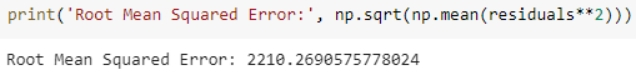 print('Root Mean Squared Error:', np.sqrt(np.mean(residuals**2)))
Root Mean Squared Error: 2210.2690575778024